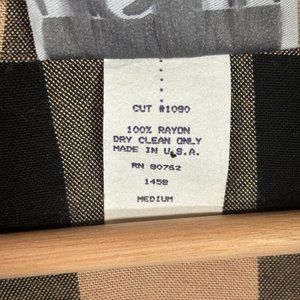 CUT #1090
100% RAYON
DRY CLEAN ONLY
MADE IN U.S.A.
RN 80762
1458
MEDIUM